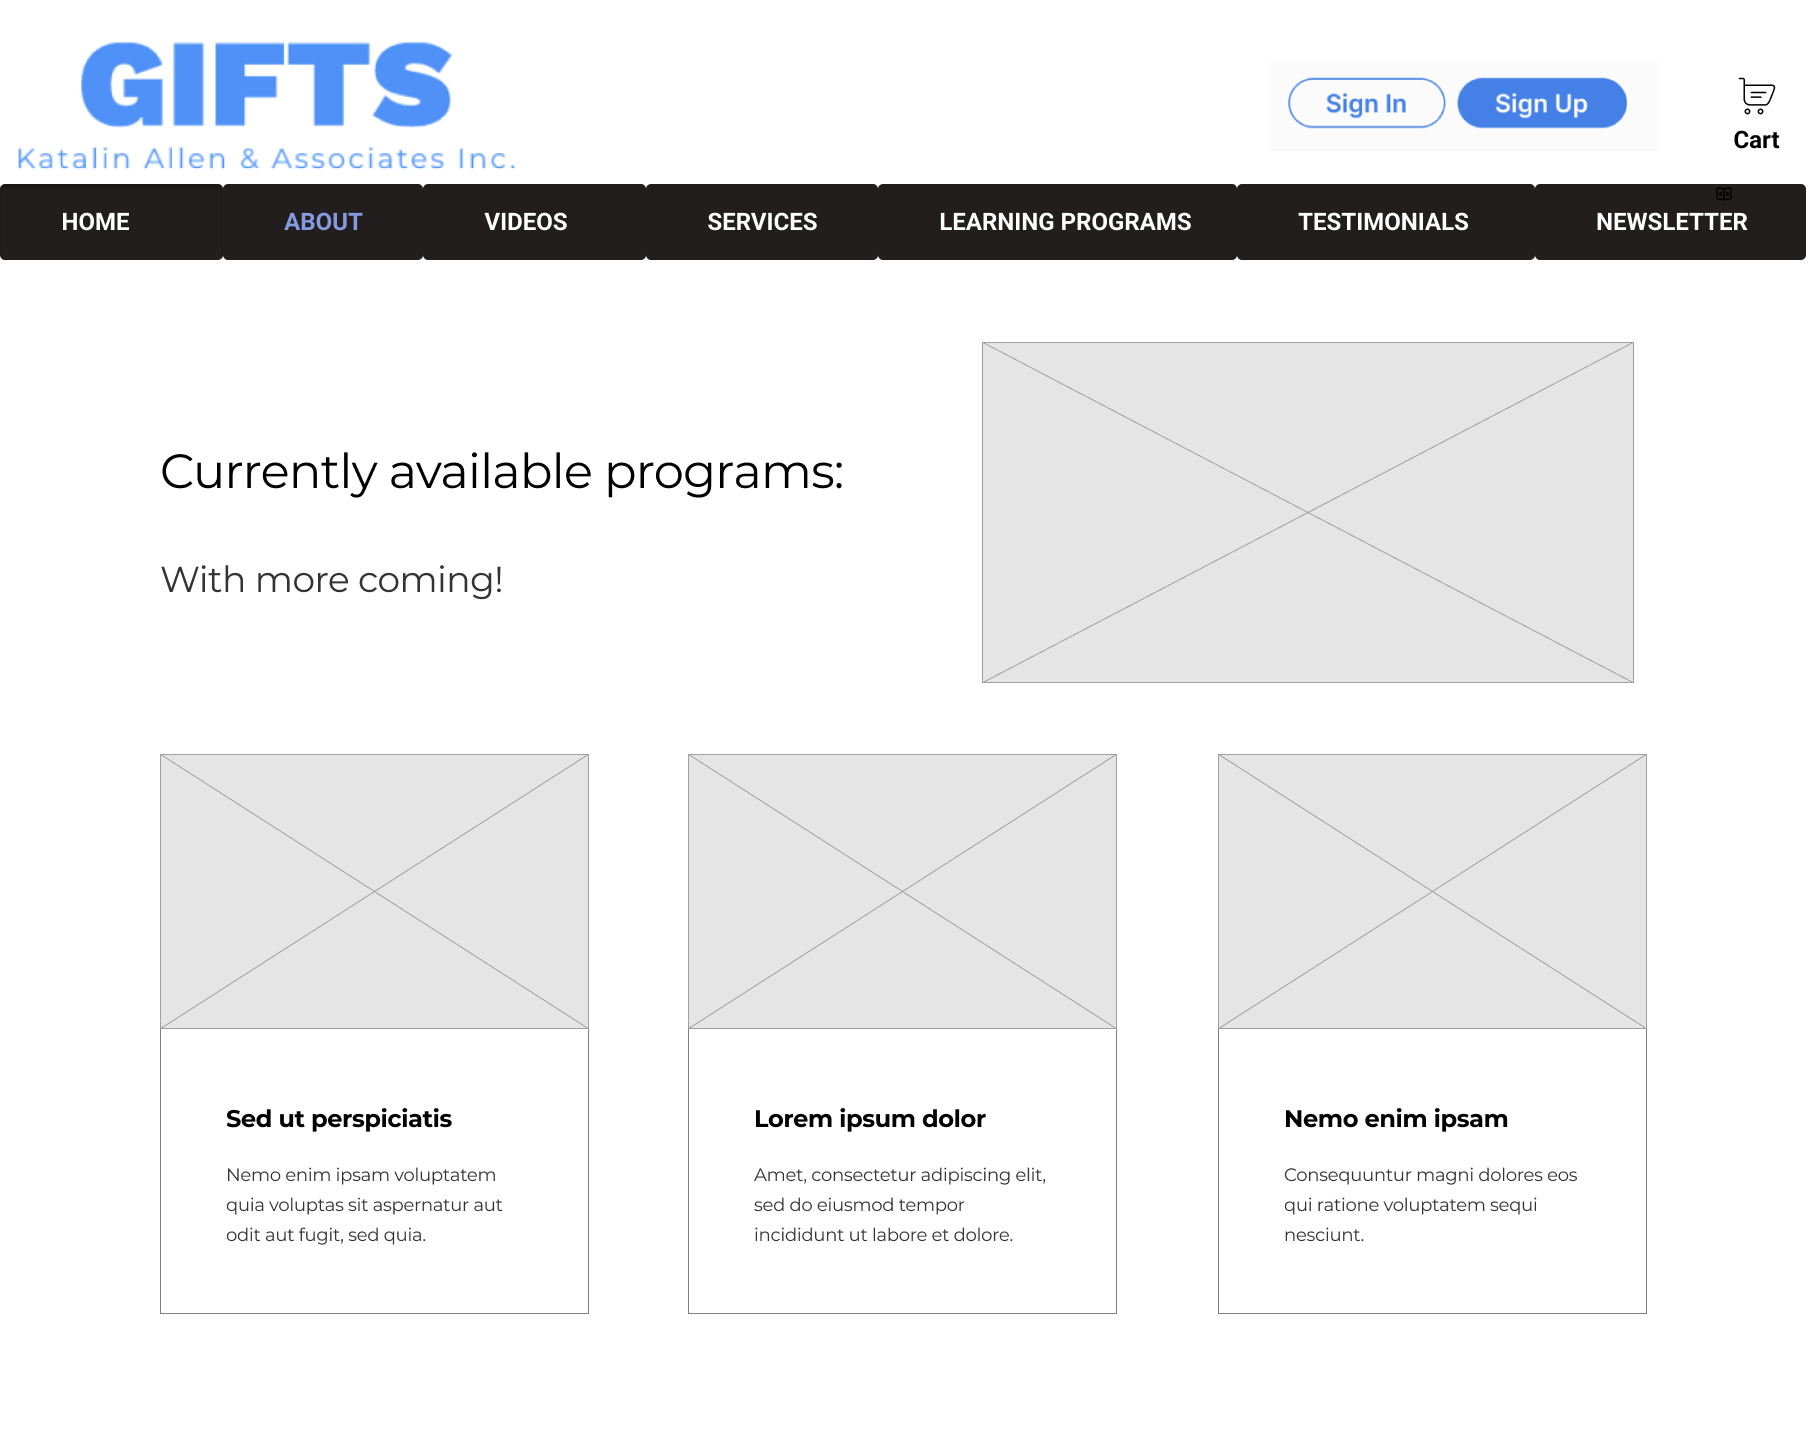 GIFTS
Katalin Allen & Associates Inc.
Sign In
Sign Up
Cart
HOME
ABOUT
VIDEOS
SERVICES
LEARNING PROGRAMS
TESTIMONIALS
NEWSLETTER
Currently available programs:
With more coming!
Sed ut perspiciatis
Nemo enim ipsam voluptatem
quia voluptas sit aspernatur aut
odit aut fugit, sed quia.
Lorem ipsum dolor
Amet, consectetur adipiscing elit,
sed do eiusmod tempor
incididunt ut labore et dolore.
Nemo enim ipsam
Consequuntur magni dolores eos
qui ratione voluptatem sequi
nesciunt.